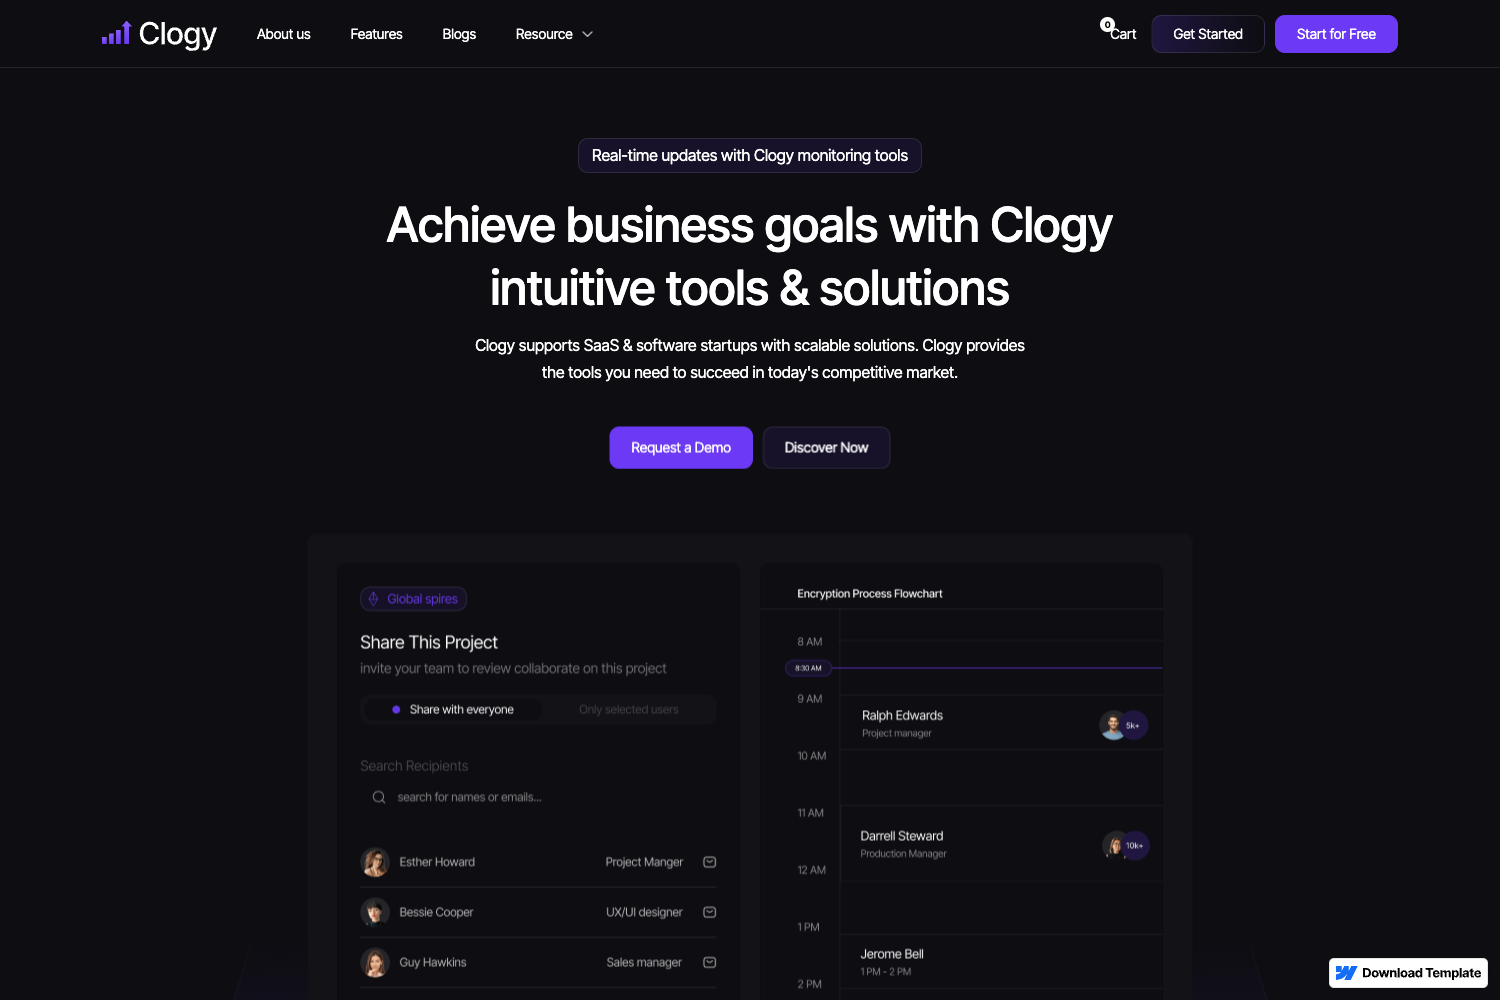 Clogy
About us
Features
Blogs
Resource
0
Cart
Get Started
Start for Free
Real-time updates with Clogy monitoring tools
Achieve business goals with Clogy
intuitive tools & solutions
Clogy supports SaaS & software startups with scalable solutions. Clogy provides
the tools you need to succeed in today's competitive market.
Request a Demo
Discover Now
Global spires
Share This Project
invite your team to review collaborate on this project
Share with everyone
Only selected users
Search Recipients
search for names or emails...
Esther Howard
Project Manger
Bessie Cooper
UX/UI designer
Guy Hawkins
Sales manager
Encryption Process Flowchart
8 AM
8:30 AM
9 AM
Ralph Edwards
Project manager
5k+
10 AM
11 AM
Darrell Steward
Production Manager
10k+
12 AM
1 PM
Jerome Bell
1 PM - 2 PM
2 PM
Download Template